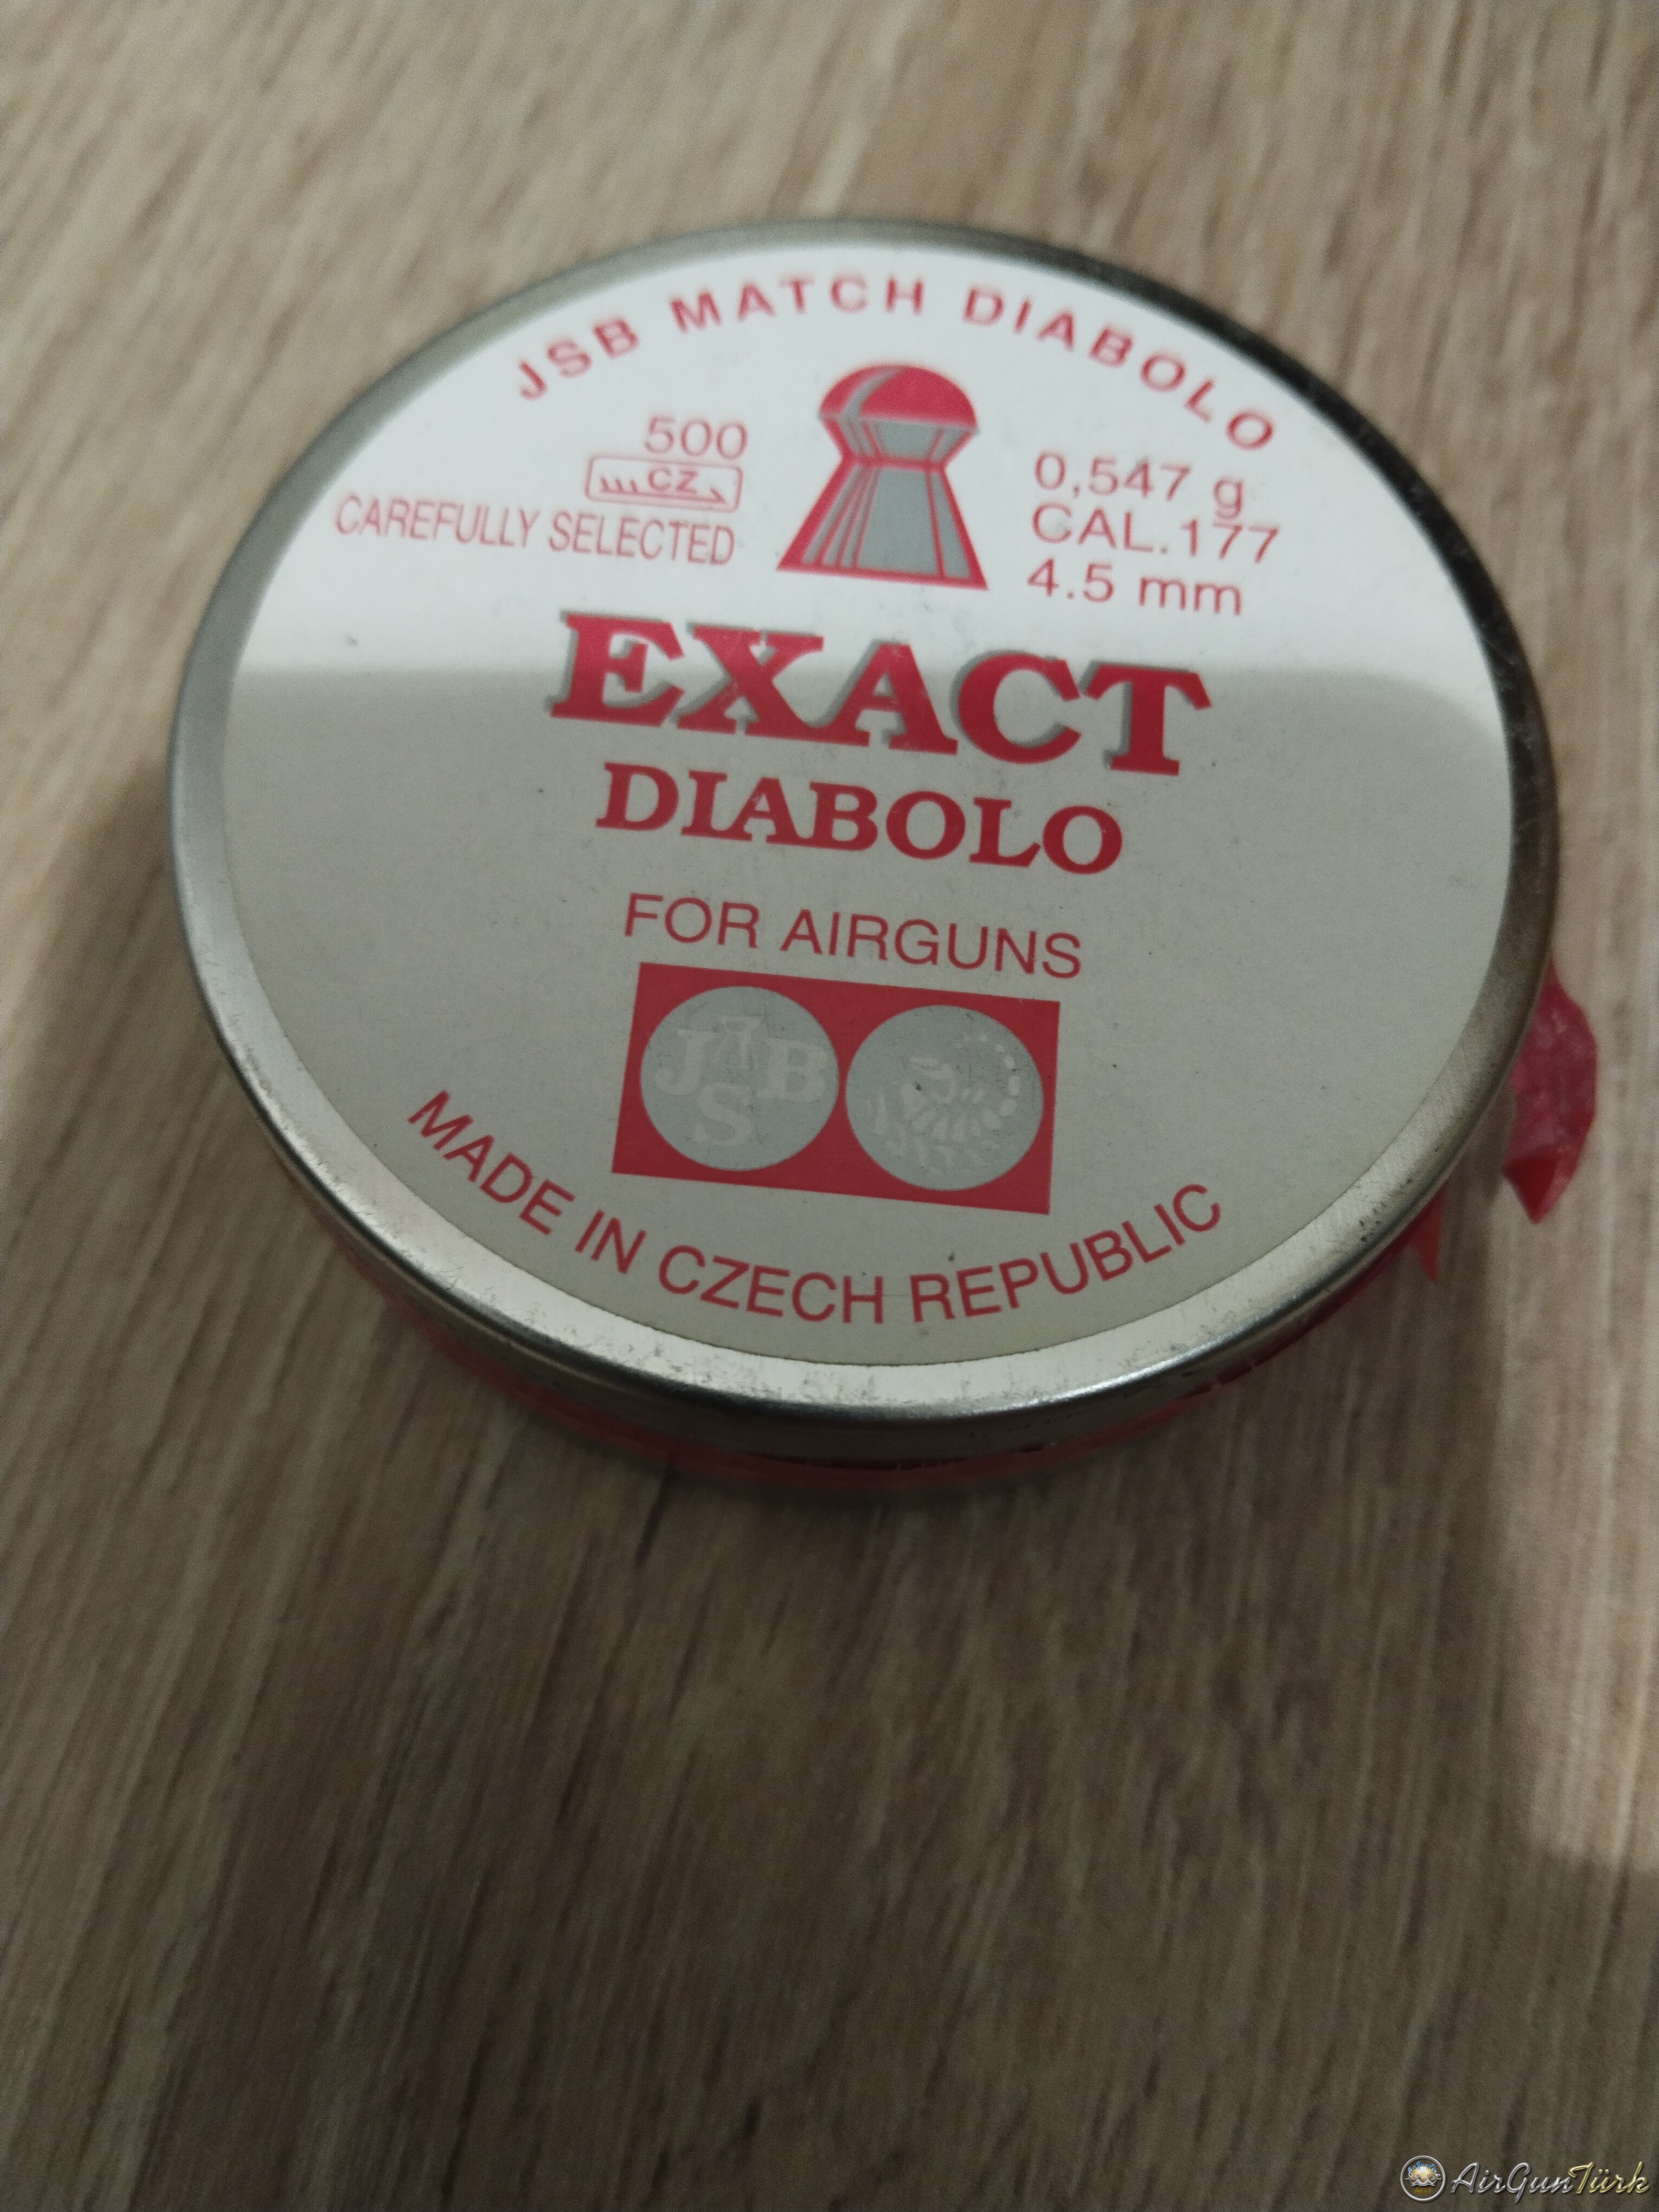 JSB MATCH DIABOLO
500
CZ
CAREFULLY SELECTED
0,547 g
CAL.177
4.5 mm
EXACT
DIABOLO
FOR AIRGUNS
JSB
MADE IN CZECH REPUBLIC
AirGunTürk